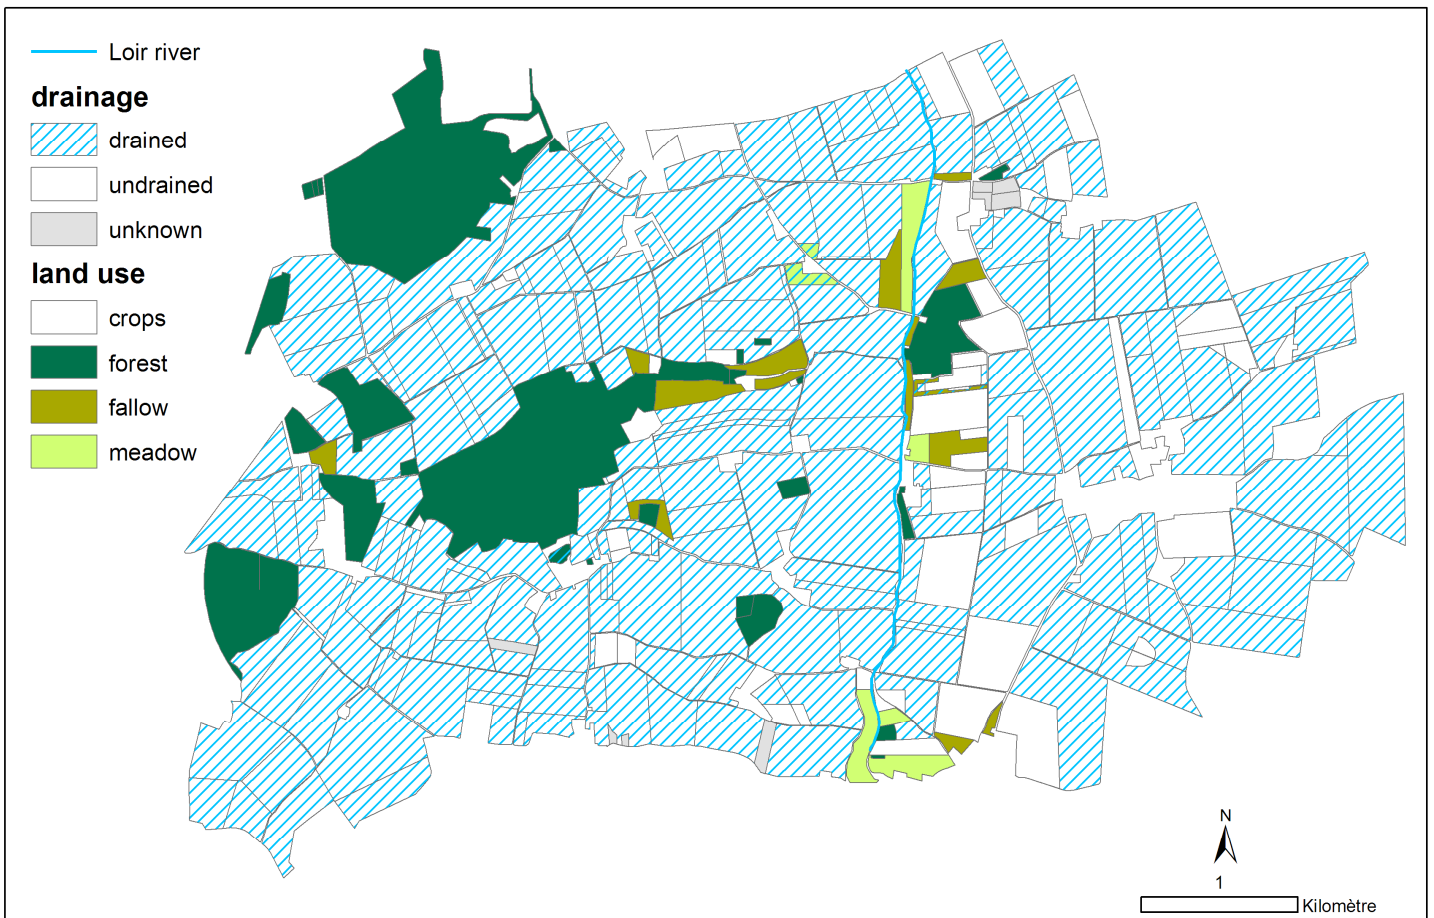 Loir river
drainage
drained
undrained
unknown
land use
crops
forest
fallow
meadow
N
1
Kilomètre